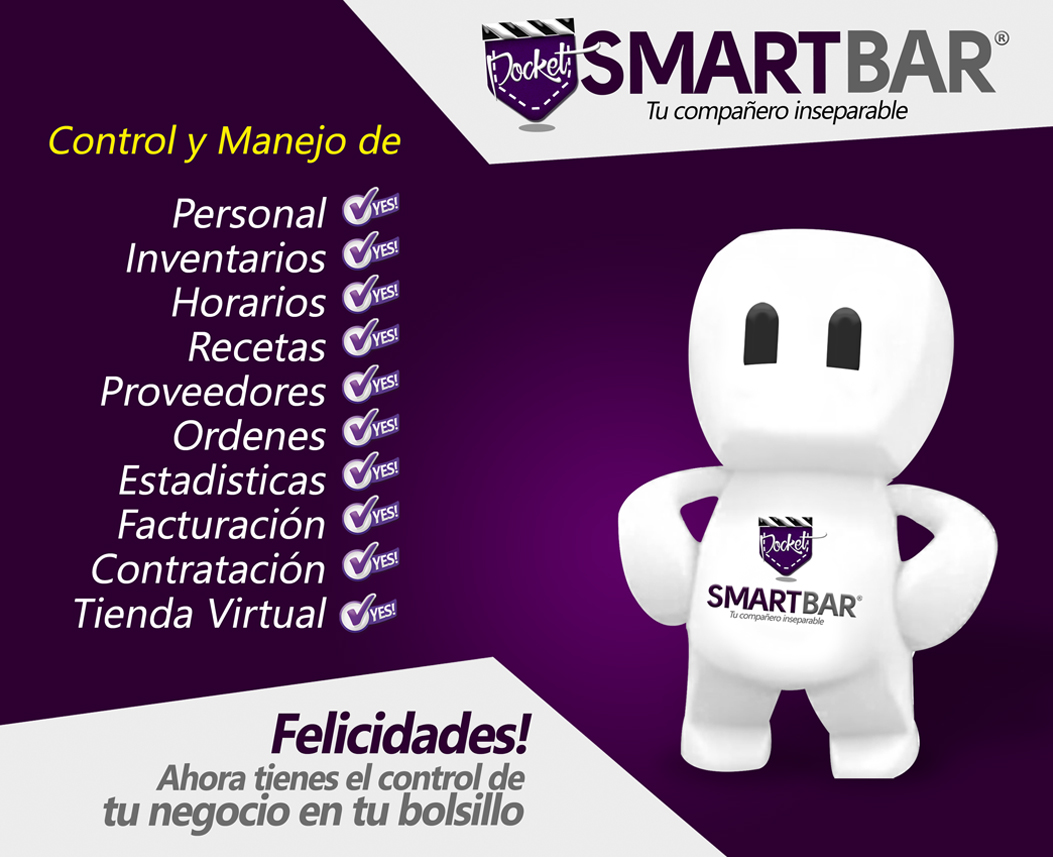 Pocket SMARTBAR®
Tu compañero inseparable
Control y Manejo de
Personal YES!
Inventarios YES!
Horarios YES!
Recetas YES!
Proveedores YES!
Ordenes YES!
Estadisticas YES!
Facturación YES!
Contratación YES!
Tienda Virtual YES!
Pocket
SMARTBAR®
Tu compañero inseparable
Felicidades!
Ahora tienes el control de
tu negocio en tu bolsillo